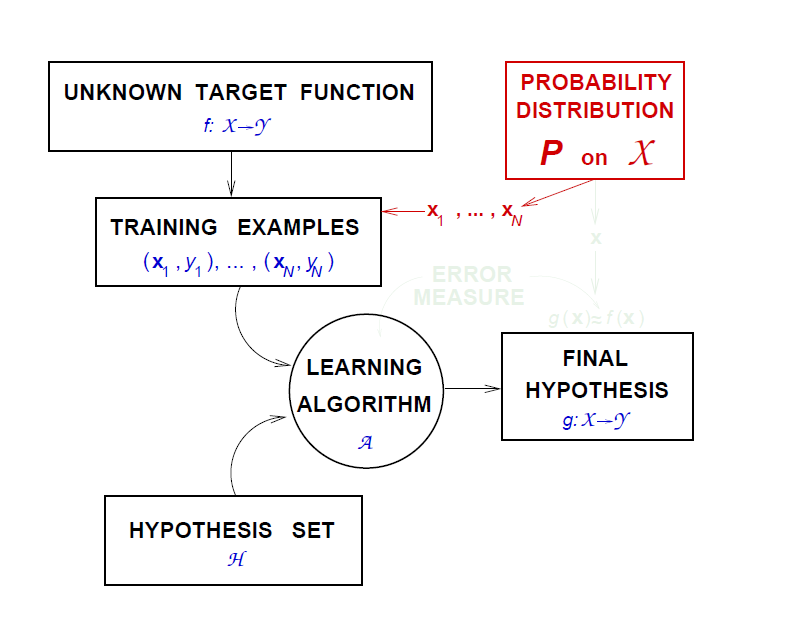 UNKNOWN TARGET FUNCTION
f: X→Y
PROBABILITY
DISTRIBUTION
P on X
TRAINING EXAMPLES
(x1, y1), ... , (xN, yN)
x1 , ... , xN
x
ERROR
MEASURE
g(x)≈f(x)
LEARNING
ALGORITHM
A
FINAL
HYPOTHESIS
g: X→Y
HYPOTHESIS SET
H